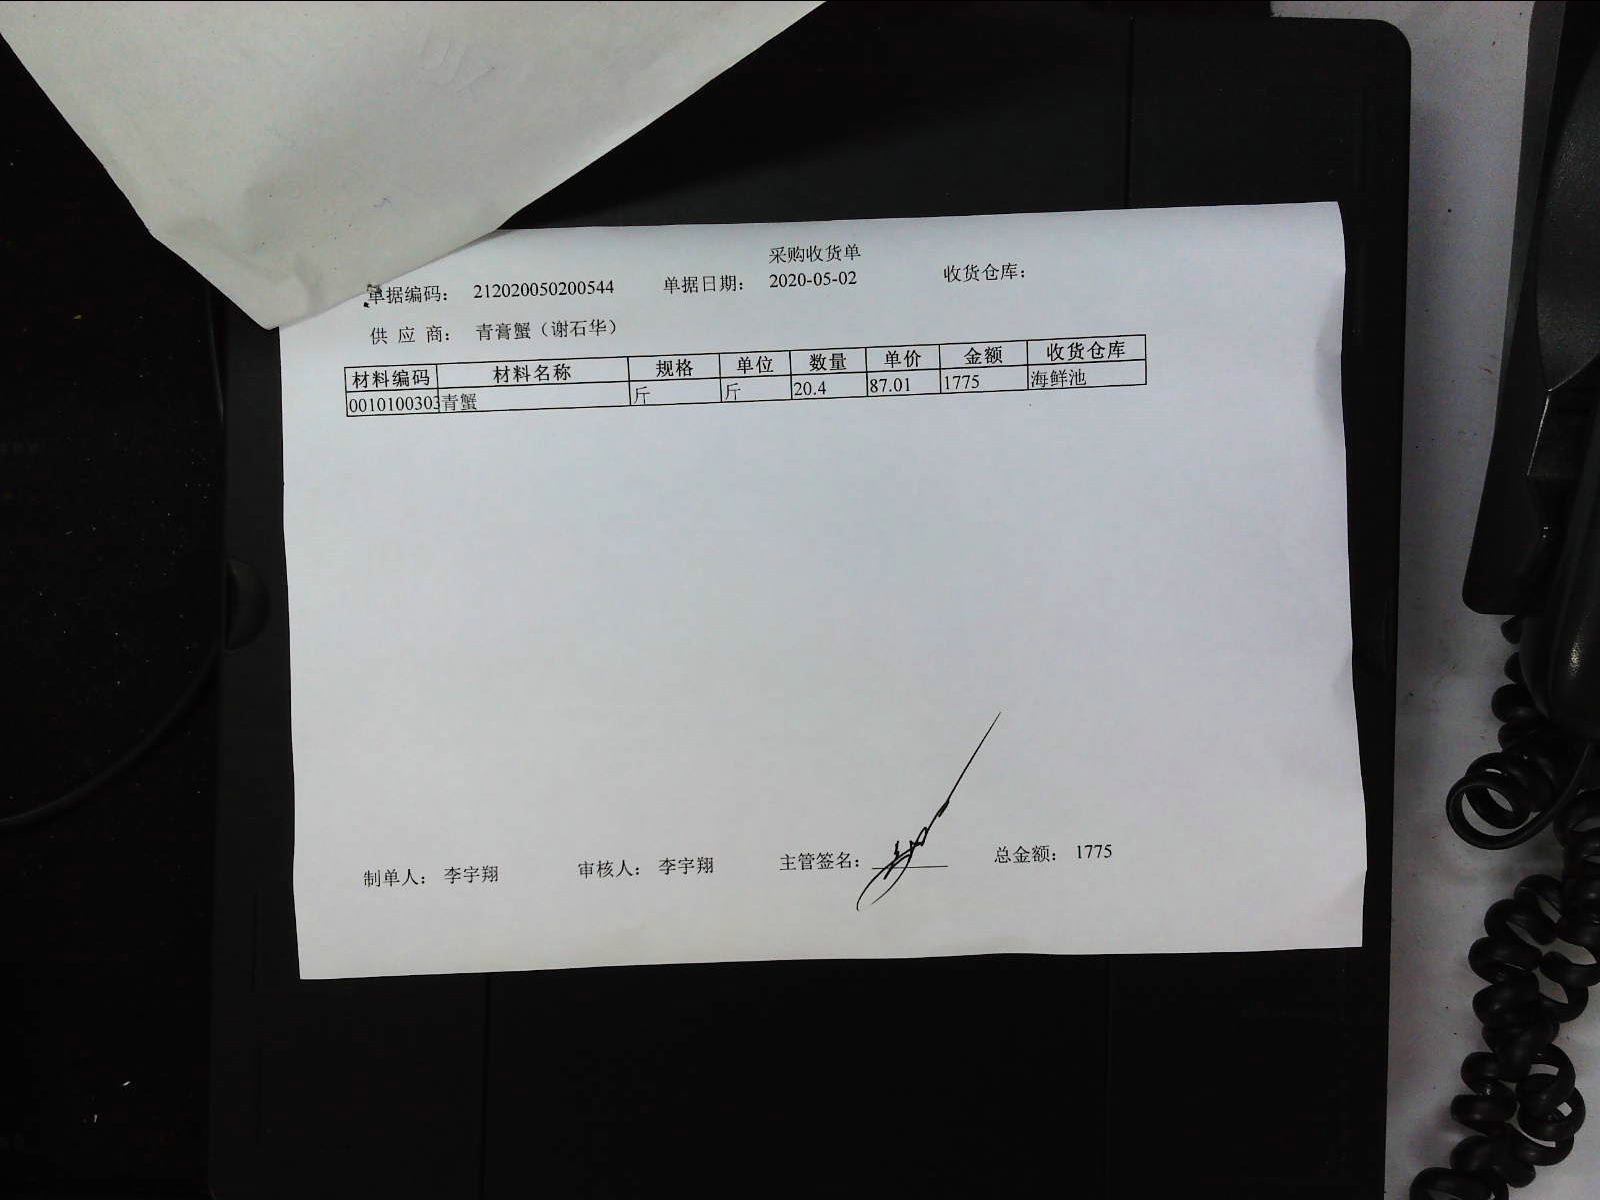 采购收货单
单据编码： 212020050200544 单据日期： 2020-05-02 收货仓库：
供 应 商： 青膏蟹（谢石华）
材料编码 材料名称 规格 单位 数量 单价 金额 收货仓库
0010100303 青蟹 斤 斤 20.4 87.01 1775 海鲜池
制单人： 李宇翔 审核人： 李宇翔 主管签名： 总金额： 1775